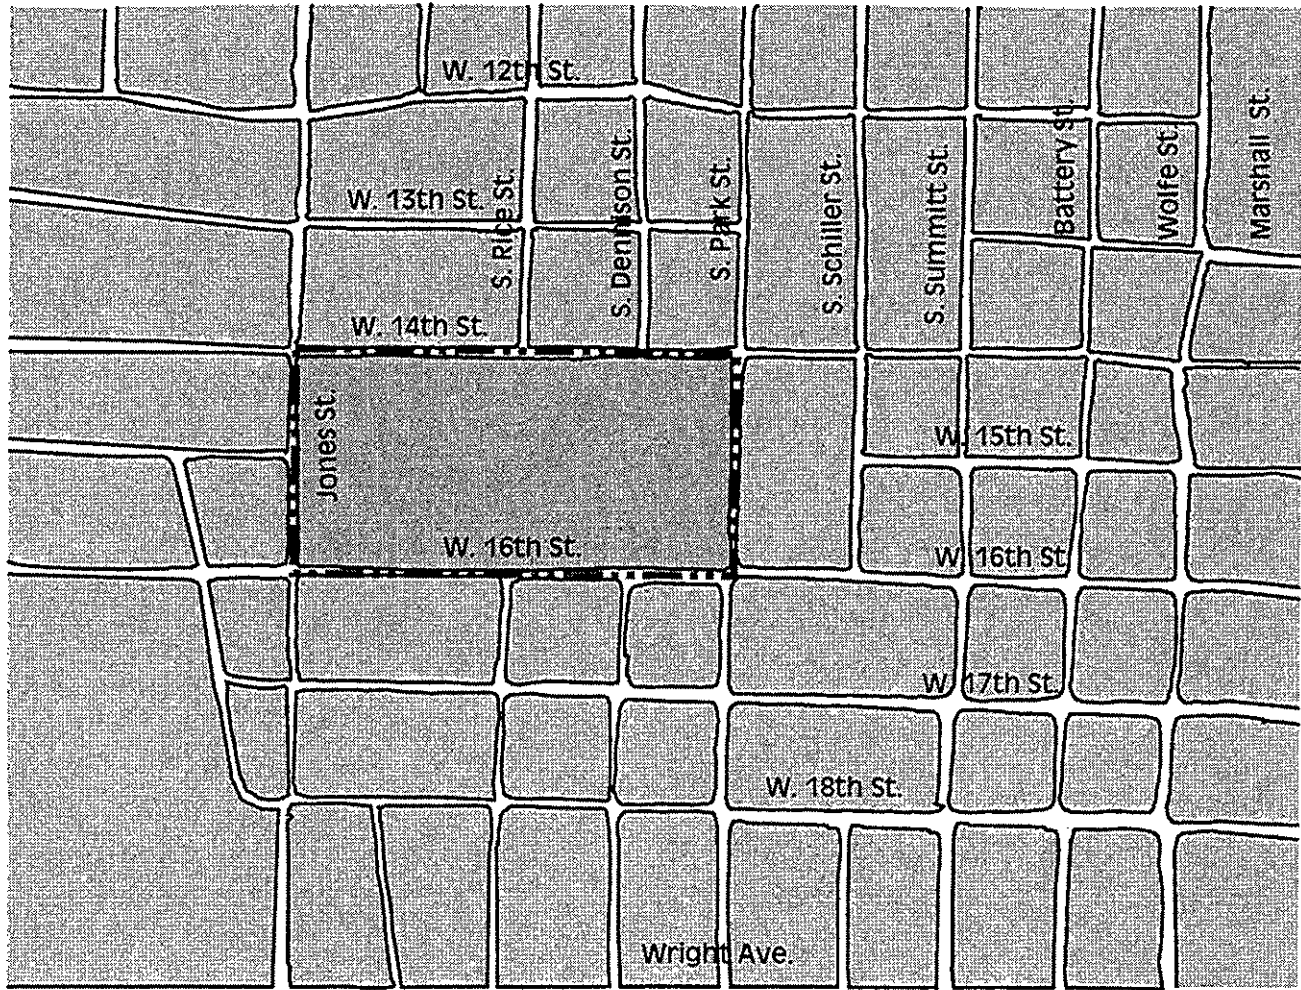 W. 12th St.
W. 13th St.
S. Rice St.
S. Dennison St.
S. Park St.
S. Schiller St.
S. Summitt St.
Battery St.
Wolfe St.
Marshall St.
W. 14th St.
Jones St.
W. 15th St.
W. 16th St.
W. 16th St.
W. 17th St.
W. 18th St.
Wright Ave.